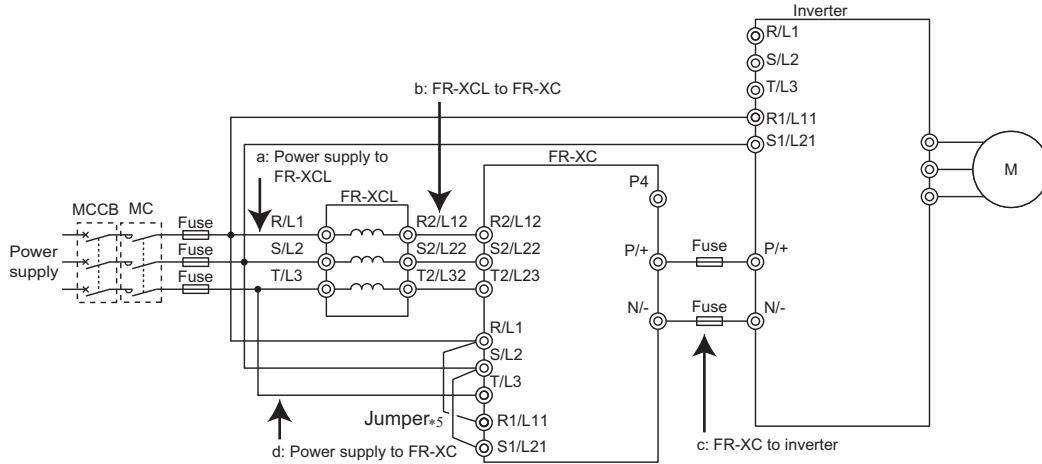 Inverter
R/L1
S/L2
T/L3
R1/L11
S1/L21
b: FR-XCL to FR-XC
a: Power supply to
FR-XCL
FR-XC
P4
M
MCCB
MC
Fuse
R/L1
FR-XCL
R2/L12
R2/L12
Power
supply
Fuse
S/L2
S2/L22
S2/L22
P/+
Fuse
P/+
Fuse
T/L3
T2/L32
T2/L23
N/-
Fuse
N/-
R/L1
S/L2
T/L3
Jumper*5
R1/L11
S1/L21
d: Power supply to FR-XC
c: FR-XC to inverter